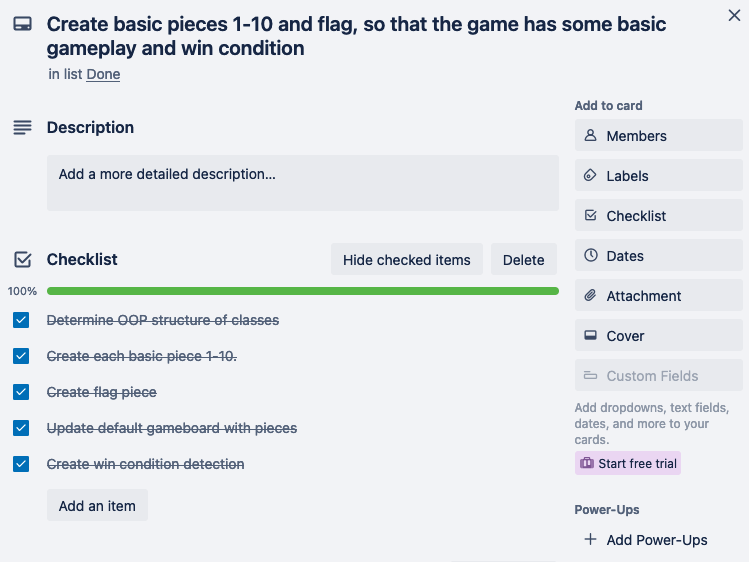 Create basic pieces 1-10 and flag, so that the game has some basic
gameplay and win condition
in list Done
Add to card
Description
Members
Add a more detailed description...
Labels
Checklist
Checklist
Hide checked items
Delete
Dates
100%
Attachment
Determine OOP structure of classes
Cover
Create each basic piece 1-10.
Custom Fields
Create flag piece
Add dropdowns, text fields,
dates, and more to your
cards.
Update default gameboard with pieces
Start free trial
Create win condition detection
Add an item
Power-Ups
Add Power-Ups